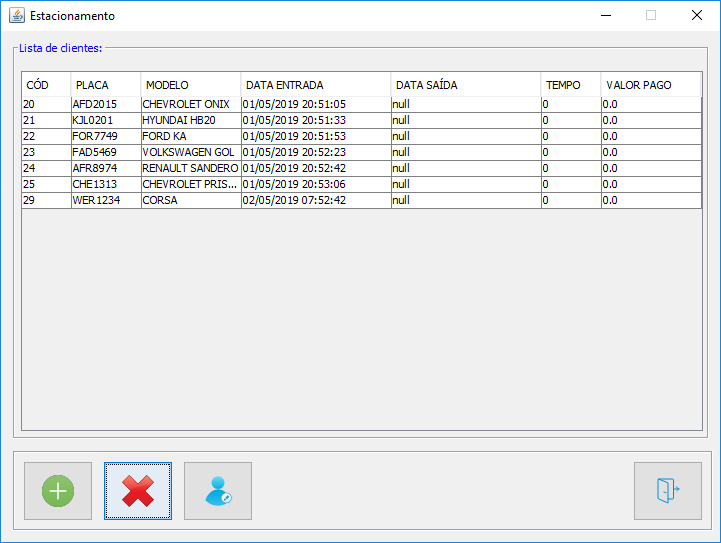 Estacionamento
Lista de clientes:
CÓD PLACA MODELO DATA ENTRADA DATA SAÍDA TEMPO VALOR PAGO
20 AFD2015 CHEVROLET ONIX 01/05/2019 20:51:05 null 0 0.0
21 KJL0201 HYUNDAI HB20 01/05/2019 20:51:33 null 0 0.0
22 FOR7749 FORD KA 01/05/2019 20:51:53 null 0 0.0
23 FAD5469 VOLKSWAGEN GOL 01/05/2019 20:52:23 null 0 0.0
24 AFR8974 RENAULT SANDERO 01/05/2019 20:52:42 null 0 0.0
25 CHE1313 CHEVROLET PRIS... 01/05/2019 20:53:06 null 0 0.0
29 WER1234 CORSA 02/05/2019 07:52:42 null 0 0.0